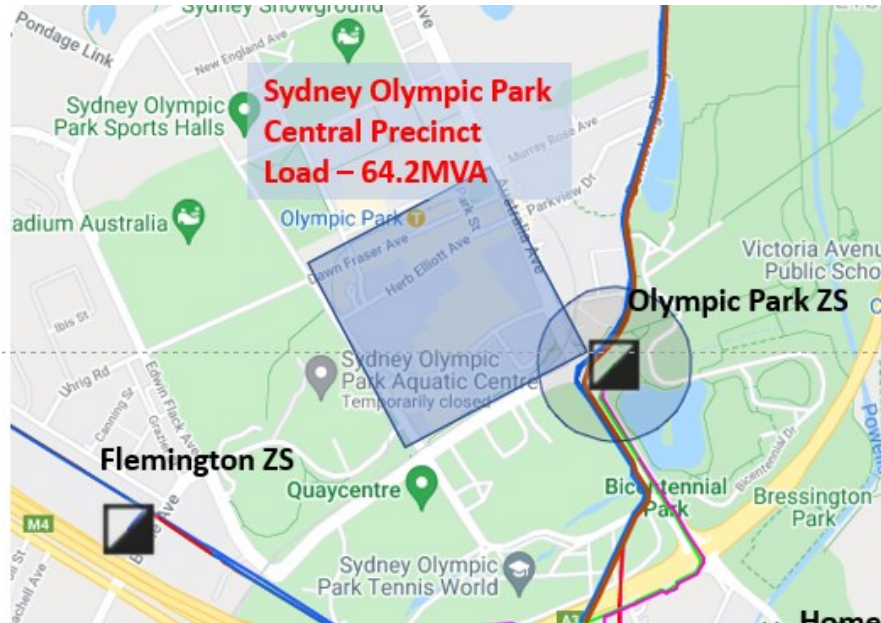 Sydney Showground
Pondage Link
New England Ave
Sydney Olympic
Park Sports Halls
Sydney Olympic Park
Central Precinct
Load – 64.2MVA
Murray Rose Ave
Australia Ave
Park St
Parkview Dr
Olympic Park
adium Australia
Dawn Fraser Ave
Herb Elliott Ave
Victoria Avenu
Public Scho
Olympic Park ZS
Ibis St
Uhrig Rd
Edwin Flack Ave
Canning St
Sydney Olympic
Park Aquatic Centre
Temporarily closed
Flemington ZS
Quaycentre
Bicentennial
Park
Bicentennial Dr
Bressington
Park
M4
Sydney Olympic
Park Tennis World
A3
Home